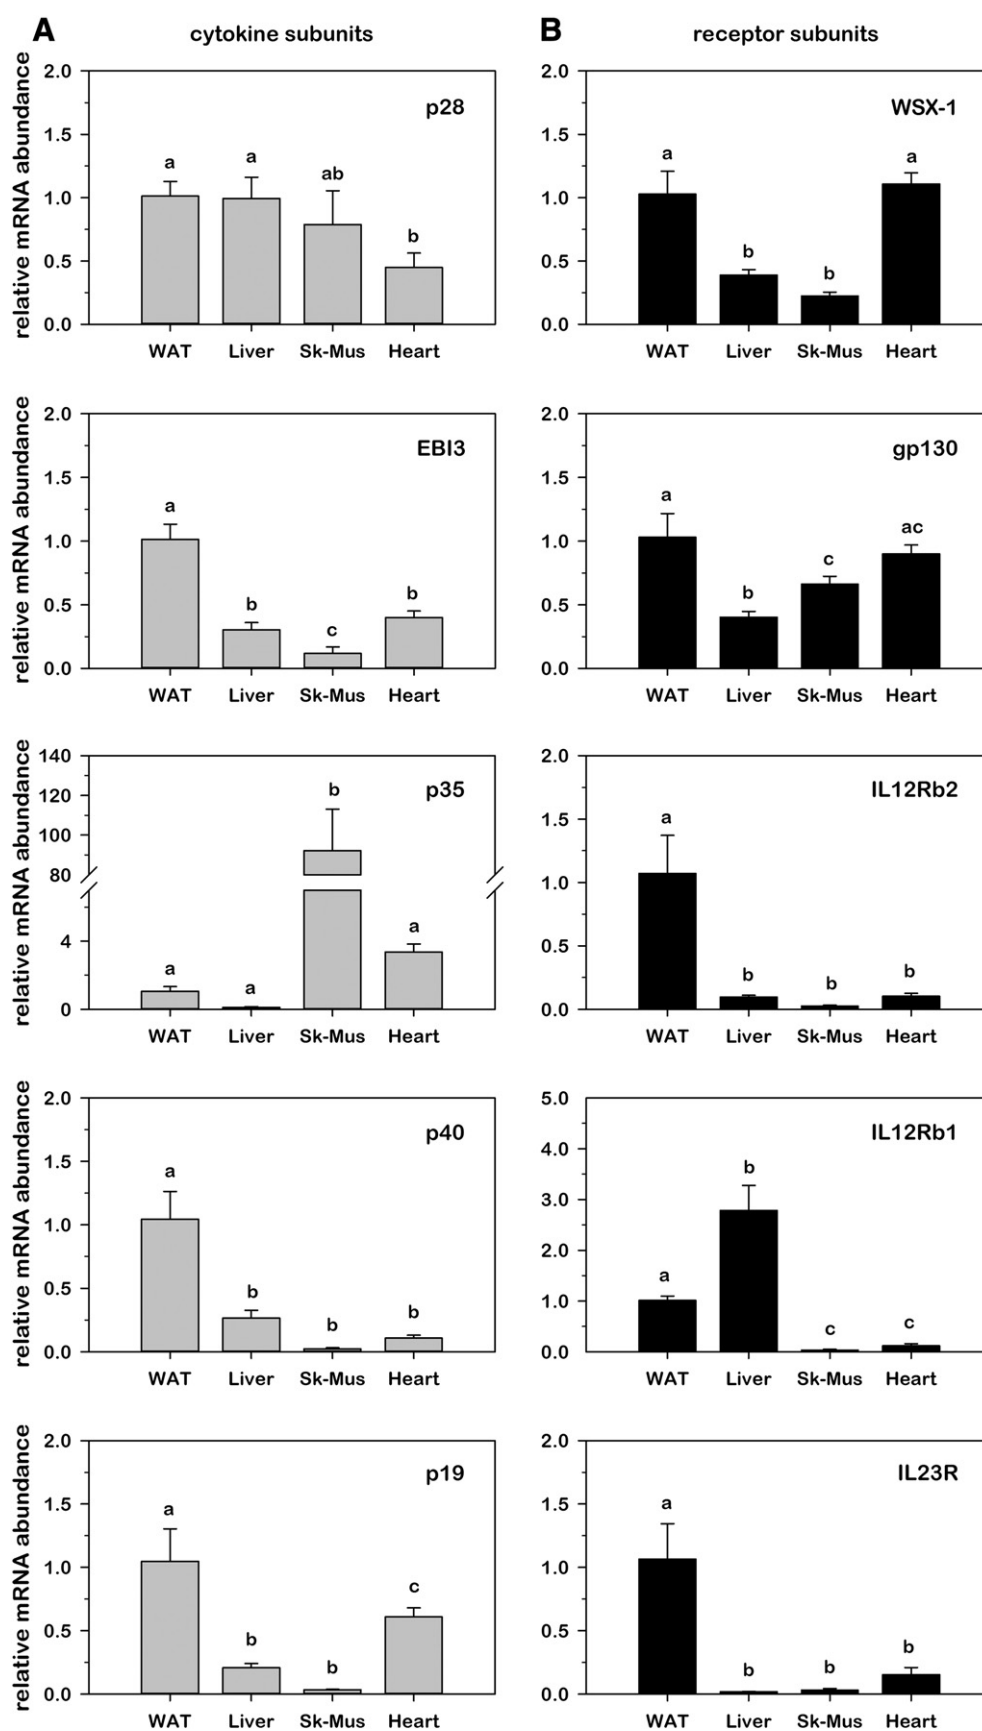 A cytokine subunits
B receptor subunits
relative mRNA abundance
2.0
1.5
1.0
0.5
0.0
p28
a
a
ab
b
WAT Liver Sk-Mus Heart
2.0
1.5
1.0
0.5
0.0
WSX-1
a
b
b
a
WAT Liver Sk-Mus Heart
relative mRNA abundance
2.0
1.5
1.0
0.5
0.0
EBI3
a
b
c
b
WAT Liver Sk-Mus Heart
2.0
1.5
1.0
0.5
0.0
gp130
a
b
c
ac
WAT Liver Sk-Mus Heart
relative mRNA abundance
140
120
100
80
4
0
p35
a
a
b
a
WAT Liver Sk-Mus Heart
2.0
1.5
1.0
0.5
0.0
IL12Rb2
a
b
b
b
WAT Liver Sk-Mus Heart
relative mRNA abundance
2.0
1.5
1.0
0.5
0.0
p40
a
b
b
b
WAT Liver Sk-Mus Heart
5.0
4.0
3.0
2.0
1.0
0.0
IL12Rb1
a
b
c
c
WAT Liver Sk-Mus Heart
relative mRNA abundance
2.0
1.5
1.0
0.5
0.0
p19
a
b
b
c
WAT Liver Sk-Mus Heart
2.0
1.5
1.0
0.5
0.0
IL23R
a
b
b
b
WAT Liver Sk-Mus Heart